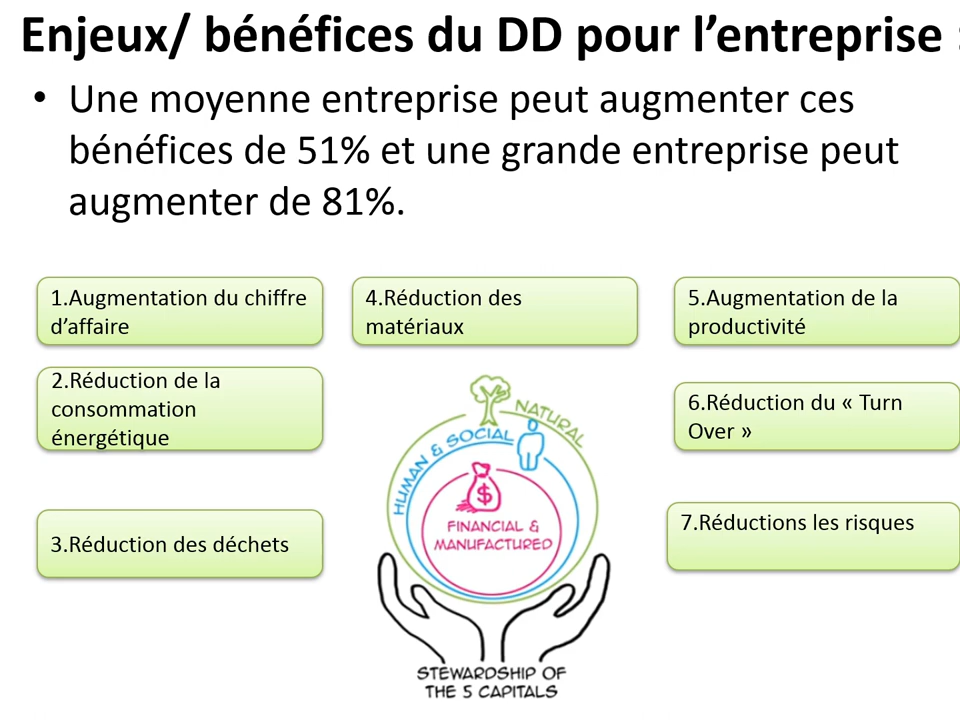 Enjeux/ bénéfices du DD pour l’entreprise :
• Une moyenne entreprise peut augmenter ces
bénéfices de 51% et une grande entreprise peut
augmenter de 81%.
1.Augmentation du chiffre
d’affaire
2.Réduction de la
consommation
énergétique
3.Réduction des déchets
4.Réduction des
matériaux
5.Augmentation de la
productivité
6.Réduction du « Turn
Over »
7.Réductions les risques
NATURAL
HUMAN & SOCIAL
$
FINANCIAL &
MANUFACTURED
STEWARDSHIP OF
THE 5 CAPITALS